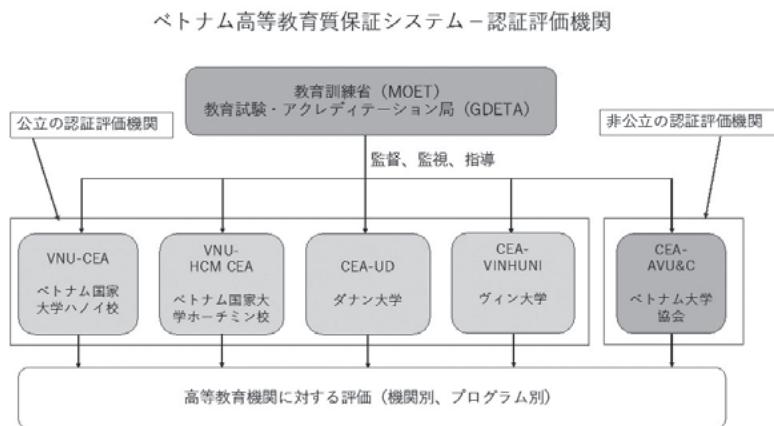 ベトナム高等教育質保証システム－認証評価機関
教育訓練省（MOET）
教育試験・アクレディテーション局（GDETA）
公立の認証評価機関
非公立の認証評価機関
監督、監視、指導
VNU-CEA
ベトナム国家
大学ハノイ校
VNU-
HCM CEA
ベトナム国家大
学ホーチミン校
CEA-UD
ダナン大学
CEA-
VINHUNI
ヴィン大学
CEA-
AVU&C
ベトナム大学
協会
高等教育機関に対する評価（機関別、プログラム別）